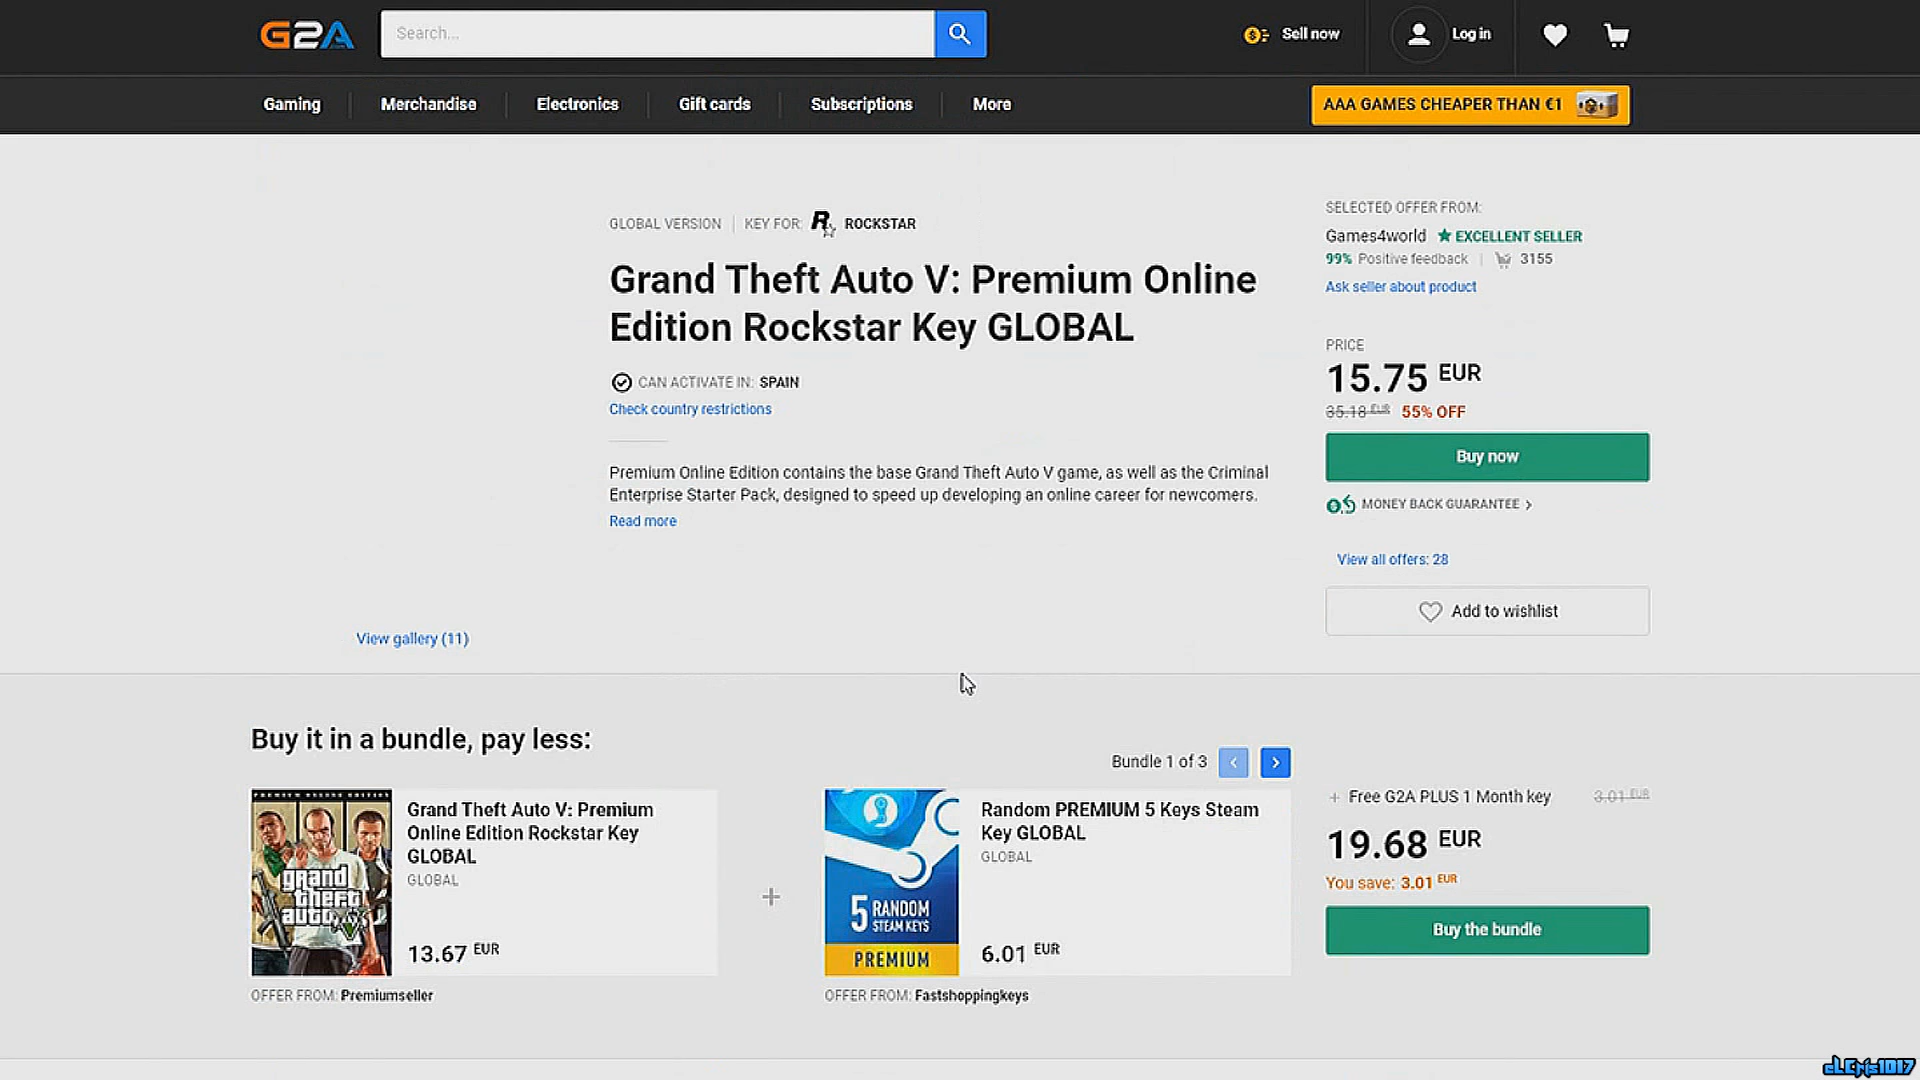 G2A
Search...
Sell now
Log in
Gaming
Merchandise
Electronics
Gift cards
Subscriptions
More
AAA GAMES CHEAPER THAN €1
GLOBAL VERSION
KEY FOR:
ROCKSTAR
Grand Theft Auto V: Premium Online
Edition Rockstar Key GLOBAL
CAN ACTIVATE IN: SPAIN
Check country restrictions
Premium Online Edition contains the base Grand Theft Auto V game, as well as the Criminal
Enterprise Starter Pack, designed to speed up developing an online career for newcomers.
Read more
View gallery (11)
SELECTED OFFER FROM:
Games4world
EXCELLENT SELLER
99% Positive feedback
3155
Ask seller about product
PRICE
15.75 EUR
35.18 EUR 55% OFF
Buy now
MONEY BACK GUARANTEE >
View all offers: 28
Add to wishlist
Buy it in a bundle, pay less:
Bundle 1 of 3
PREMIUM ONLINE EDITION
grand
theft
auto
Grand Theft Auto V: Premium
Online Edition Rockstar Key
GLOBAL
GLOBAL
13.67 EUR
OFFER FROM: Premiumseller
+
5 RANDOM
STEAM KEYS
PREMIUM
Random PREMIUM 5 Keys Steam
Key GLOBAL
GLOBAL
6.01 EUR
OFFER FROM: Fastshoppingkeys
+ Free G2A PLUS 1 Month key
3.01 EUR
19.68 EUR
You save: 3.01 EUR
Buy the bundle
eLCris1017